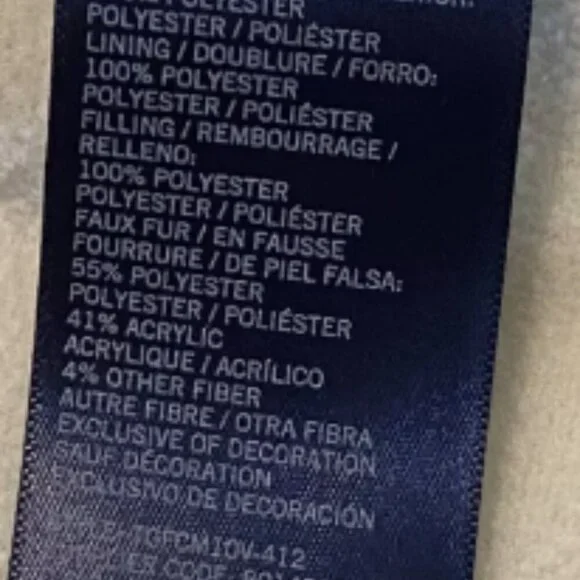 POLYESTER
POLYESTER / POLIÉSTER
LINING / DOUBLURE / FORRO:
100% POLYESTER
POLYESTER / POLIÉSTER
FILLING / REMBOURRAGE /
RELLENO:
100% POLYESTER
POLYESTER / POLIÉSTER
FAUX FUR / EN FAUSSE
FOURRURE / DE PIEL FALSA:
55% POLYESTER
POLYESTER / POLIÉSTER
41% ACRYLIC
ACRYLIQUE / ACRÍLICO
4% OTHER FIBER
AUTRE FIBRE / OTRA FIBRA
EXCLUSIVE OF DECORATION
SAUF DÉCORATION
EXCLUSIVO DE DECORACIÓN
CODE: